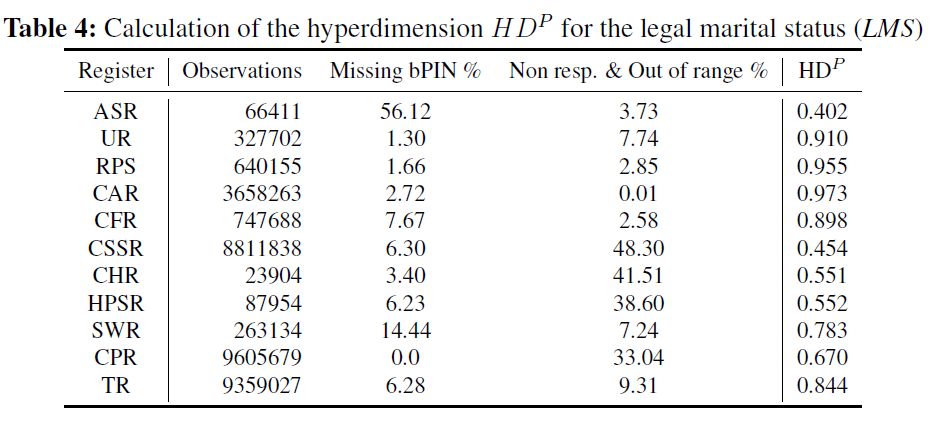 Table 4: Calculation of the hyperdimension HD^P for the legal marital status (LMS)
Register Observations Missing bPIN % Non resp. & Out of range % HD^P
ASR 66411 56.12 3.73 0.402
UR 327702 1.30 7.74 0.910
RPS 640155 1.66 2.85 0.955
CAR 3658263 2.72 0.01 0.973
CFR 747688 7.67 2.58 0.898
CSSR 8811838 6.30 48.30 0.454
CHR 23904 3.40 41.51 0.551
HPSR 87954 6.23 38.60 0.552
SWR 263134 14.44 7.24 0.783
CPR 9605679 0.0 33.04 0.670
TR 9359027 6.28 9.31 0.844